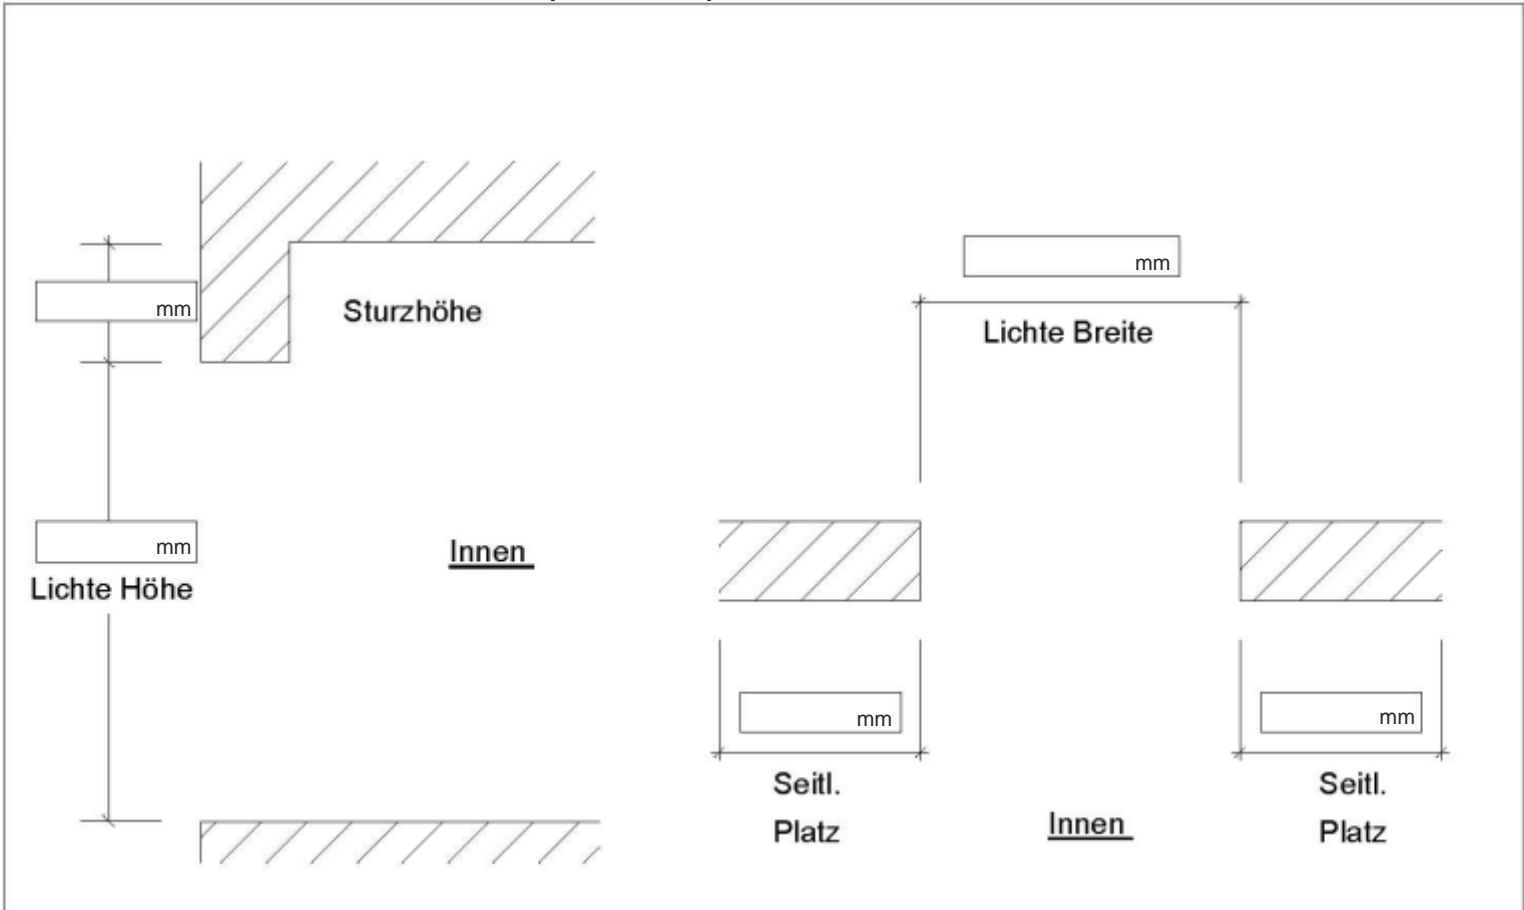 mm
Sturzhöhe
mm
Lichte Höhe
Innen
mm
Lichte Breite
mm
Seitl.
Platz
Innen
mm
Seitl.
Platz